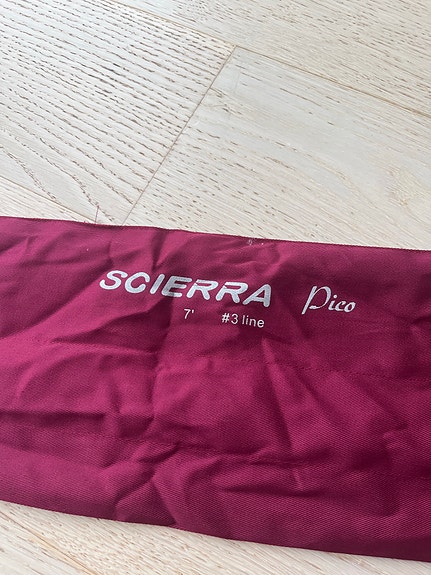 SCIERRA Pico
7' #3 line